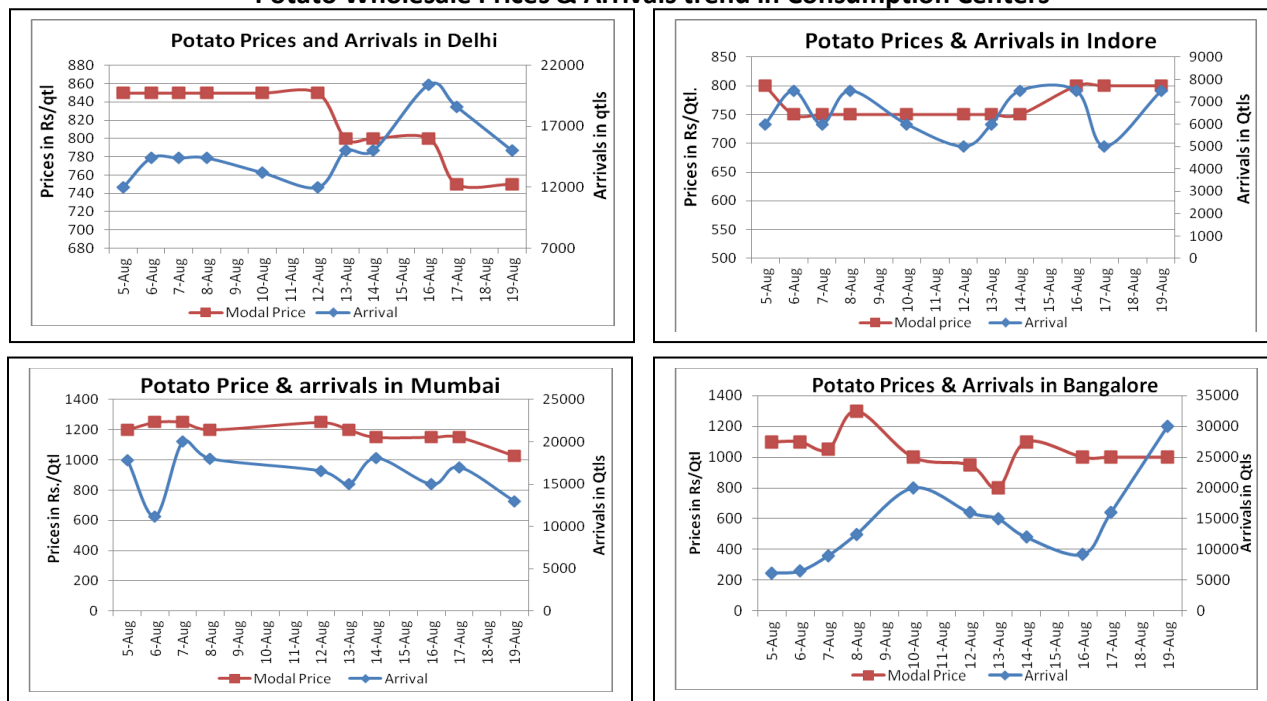 Potato Wholesale Prices & Arrivals trend in Consumption Centers
Potato Prices and Arrivals in Delhi
Prices in Rs/qtl
880
860
840
820
800
780
760
740
720
700
680
22000
17000
12000
7000
Arrivals in qtls
5-Aug
6-Aug
7-Aug
8-Aug
9-Aug
10-Aug
11-Aug
12-Aug
13-Aug
14-Aug
15-Aug
16-Aug
17-Aug
18-Aug
19-Aug
Modal Price
Arrival
Potato Prices & Arrivals in Indore
Prices in Rs/Qtl.
850
800
750
700
650
600
550
500
9000
8000
7000
6000
5000
4000
3000
2000
1000
0
Arrivals in Qtls
5-Aug
6-Aug
7-Aug
8-Aug
9-Aug
10-Aug
11-Aug
12-Aug
13-Aug
14-Aug
15-Aug
16-Aug
17-Aug
18-Aug
19-Aug
Modal price
Arrival
Potato Price & arrivals in Mumbai
Prices in Rs./Qtl
1400
1200
1000
800
600
400
200
0
25000
20000
15000
10000
5000
0
Arrivals in Qtls
5-Aug
6-Aug
7-Aug
8-Aug
9-Aug
10-Aug
11-Aug
12-Aug
13-Aug
14-Aug
15-Aug
16-Aug
17-Aug
18-Aug
19-Aug
Modal Price
Arrival
Potato Prices & Arrivals in Bangalore
Prices in Rs/Qtl
1400
1200
1000
800
600
400
200
0
35000
30000
25000
20000
15000
10000
5000
0
Arrivals in Qtls
5-Aug
6-Aug
7-Aug
8-Aug
9-Aug
10-Aug
11-Aug
12-Aug
13-Aug
14-Aug
15-Aug
16-Aug
17-Aug
18-Aug
19-Aug
Modal Price
Arrival